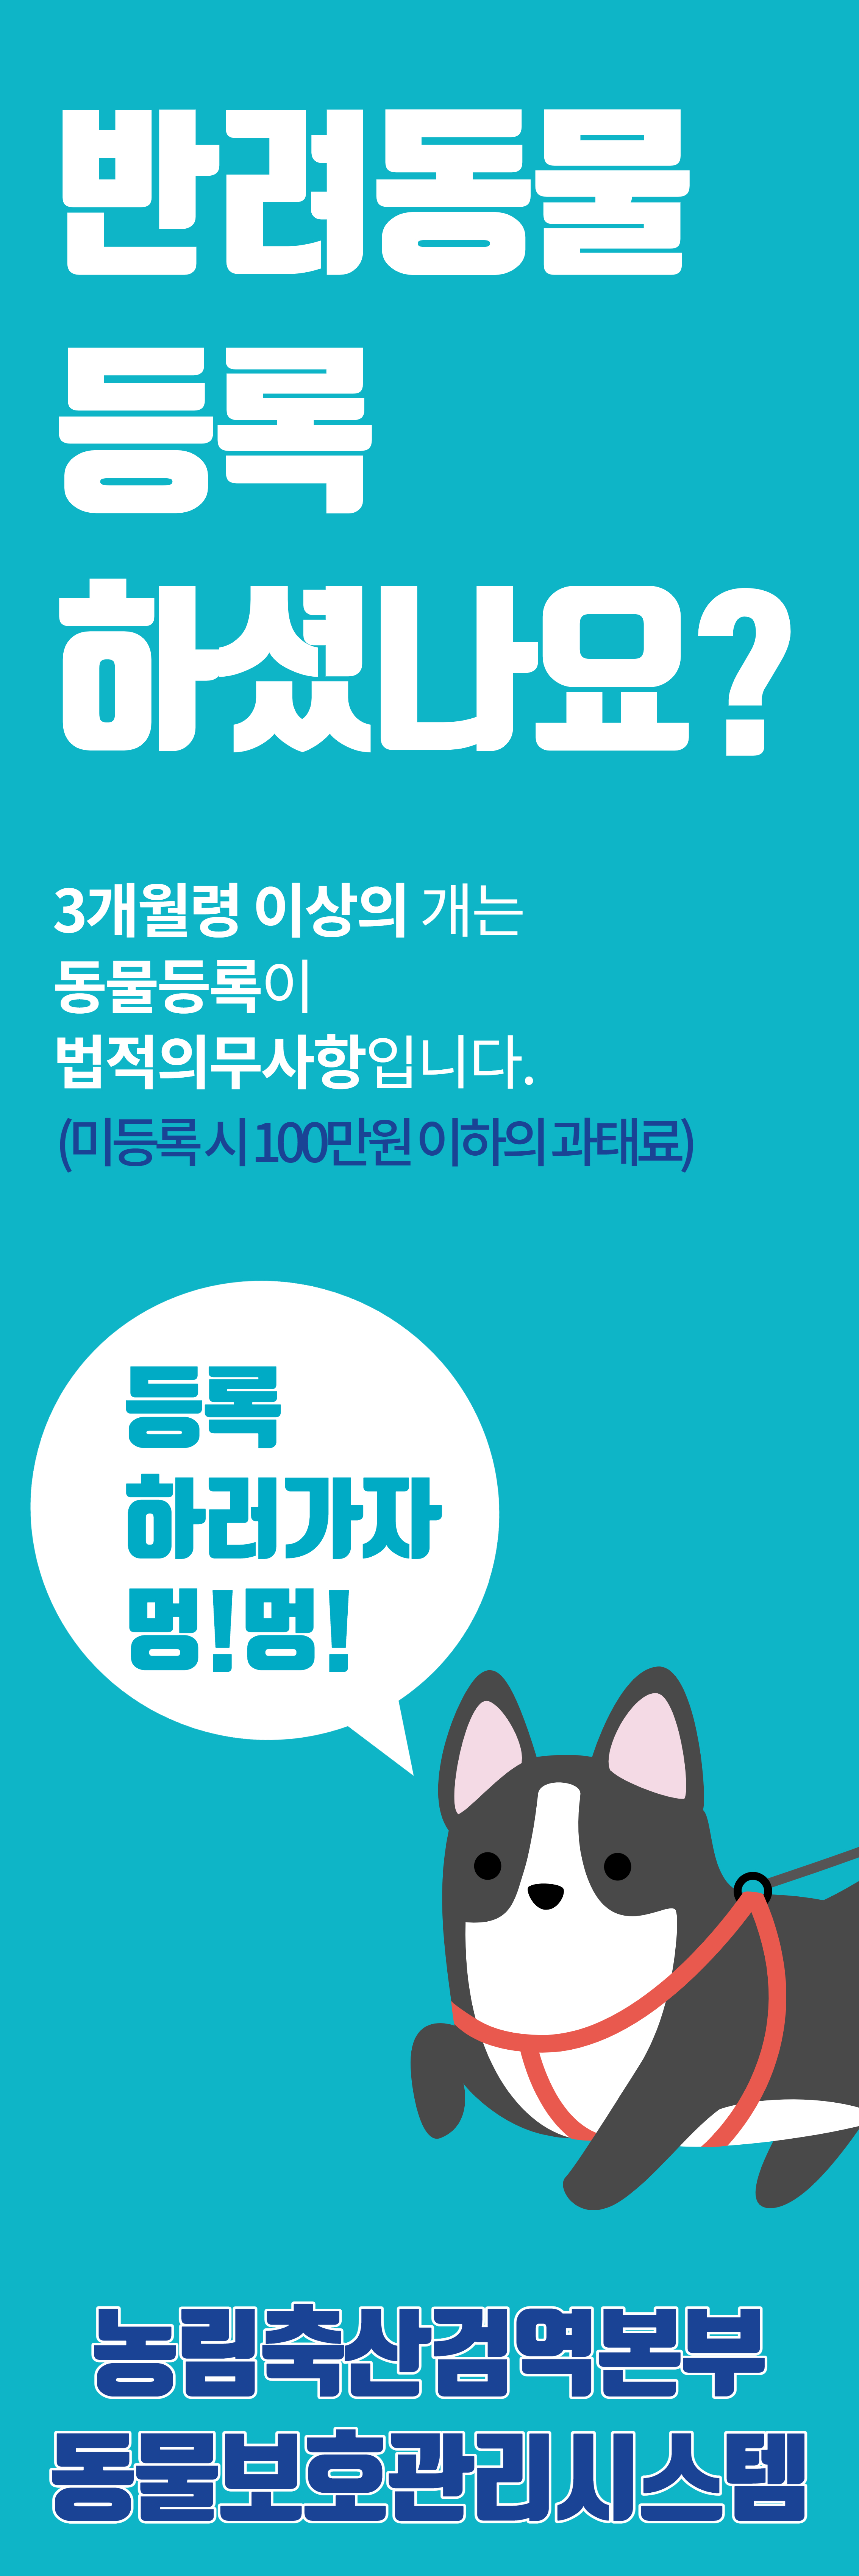 반려동물
등록
하셨나요?
3개월령 이상의 개는
동물등록이
법적의무사항입니다.
(미등록 시 100만원 이하의 과태료)
등록
하러가자
멍!멍!
농림축산검역본부
동물보호관리시스템